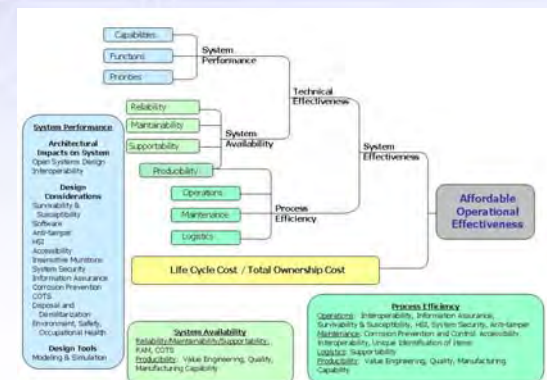 Capabilities
Functions
Priorities
System
Performance
Reliability
Maintainability
Supportability
System
Availability
Producibility
Operations
Maintenance
Logistics
Process
Efficiency
Technical
Effectiveness
System
Effectiveness
Affordable
Operational
Effectiveness
Life Cycle Cost / Total Ownership Cost
System Performance
Architectural
Impacts on System
Open Systems Design
Interoperability
Design
Considerations
Survivability &
Susceptibility
Software
Anti-tamper
HSI
Accessibility
Insensitive Munitions
System Security
Information Assurance
Corrosion Prevention
COTS
Disposal and
Demilitarization
Environment, Safety,
Occupational Health
Design Tools
Modeling & Simulation
System Availability
Reliability/Maintainability/Supportability:
RAM, COTS
Producibility: Value Engineering, Quality,
Manufacturing Capability
Process Efficiency
Operations: Interoperability, Information Assurance,
Survivability & Susceptibility, HSI, System Security, Anti-tamper
Maintenance: Corrosion Prevention and Control, Accessibility,
Interoperability, Unique Identification of Items
Logistics: Supportability
Producibility: Value Engineering, Quality, Manufacturing
Capability